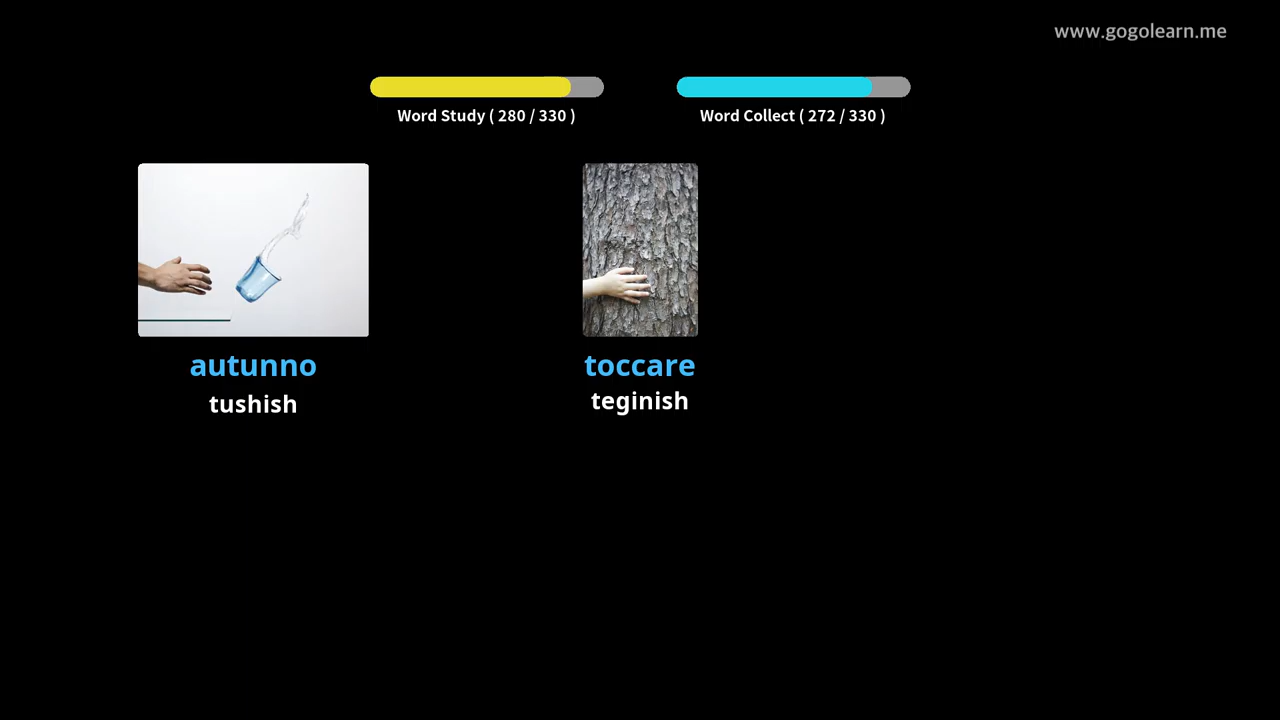 www.gogolearn.me
Word Study ( 280 / 330 )
Word Collect ( 272 / 330 )
autunno
tushish
toccare
teginish